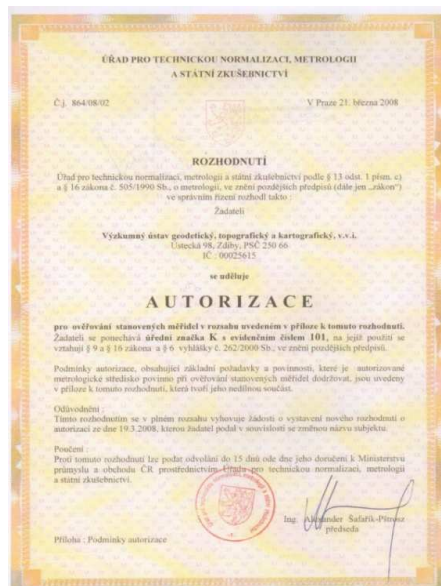 ÚŘAD PRO TECHNICKOU NORMALIZACI, METROLOGII
A STÁTNÍ ZKUŠEBNICTVÍ
Č.j. 864/08/02 V Praze 21. března 2008
ROZHODNUTÍ
Úřad pro technickou normalizaci, metrologii a státní zkušebnictví podle § 13 odst. 1 písm. c)
a § 16 zákona č. 505/1990 Sb., o metrologii, ve znění pozdějších předpisů (dále jen „zákon“)
ve správním řízení rozhodl takto :
Žadateli
Výzkumný ústav geodetický, topografický a kartografický, v.v.i.
Ústecká 98, Zdiby, PSČ 250 66
IČ : 00025615
se uděluje
AUTORIZACE
pro ověřování stanovených měřidel v rozsahu uvedeném v příloze k tomuto rozhodnutí.
Žadateli se ponechává úřední značka K s evidenčním číslem 101, na jejíž použití se
vztahují § 9 a § 16 zákona a § 6 vyhlášky č. 262/2000 Sb., ve znění pozdějších předpisů.
Podmínky autorizace, obsahující základní požadavky a povinnosti, které je autorizované
metrologické středisko povinno při ověřování stanovených měřidel dodržovat, jsou uvedeny
v příloze k tomuto rozhodnutí, která tvoří jeho nedílnou součást.
Odůvodnění :
Tímto rozhodnutím se v plném rozsahu vyhovuje žádosti o vystavení nového rozhodnutí o
autorizaci ze dne 19.3.2008, kterou žadatel podal v souvislosti se změnou názvu subjektu.
Poučení :
Proti tomuto rozhodnutí lze podat odvolání do 15 dnů ode dne jeho doručení k Ministerstvu
průmyslu a obchodu ČR prostřednictvím Úřadu pro technickou normalizaci, metrologii
a státní zkušebnictví.
Ing. Alexander Šafařík-Pštrosz
předseda
Příloha : Podmínky autorizace